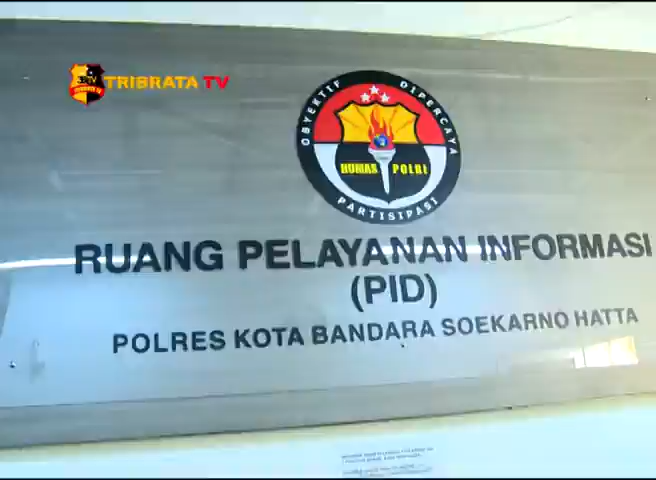 TRIBRATA TV
OBYEKTIF DIPERCAYA
HUMAS POLRI
PARTISIPASI
RUANG PELAYANAN INFORMASI
(PID)
POLRES KOTA BANDARA SOEKARNO HATTA